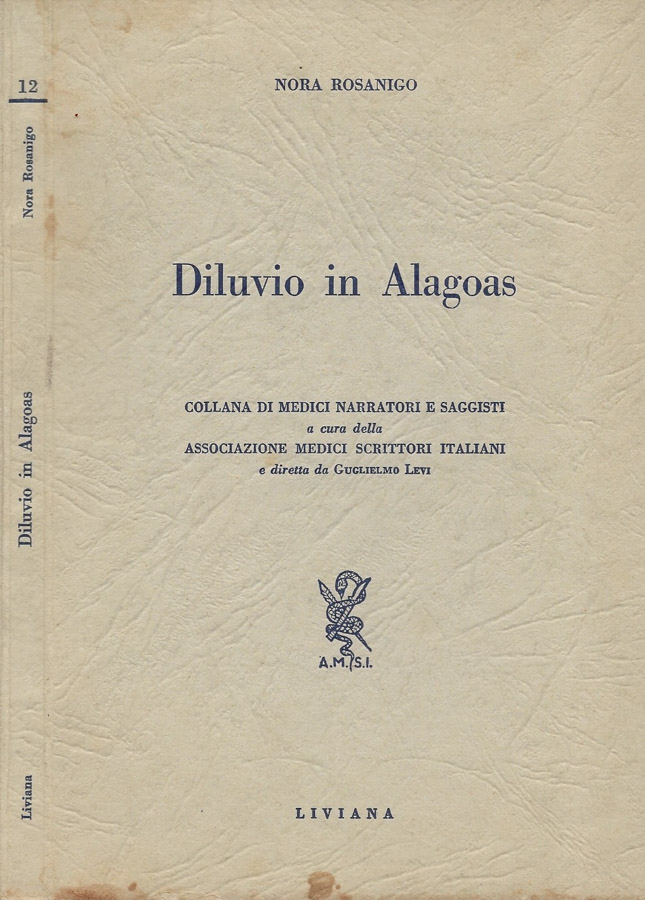 12
Nora Rosanigo
Diluvio in Alagoas
Liviana
NORA ROSANIGO
Diluvio in Alagoas
COLLANA DI MEDICI NARRATORI E SAGGISTI
a cura della
ASSOCIAZIONE MEDICI SCRITTORI ITALIANI
e diretta da GUGLIELMO LEVI
A.M.S.I.
LIVIANA